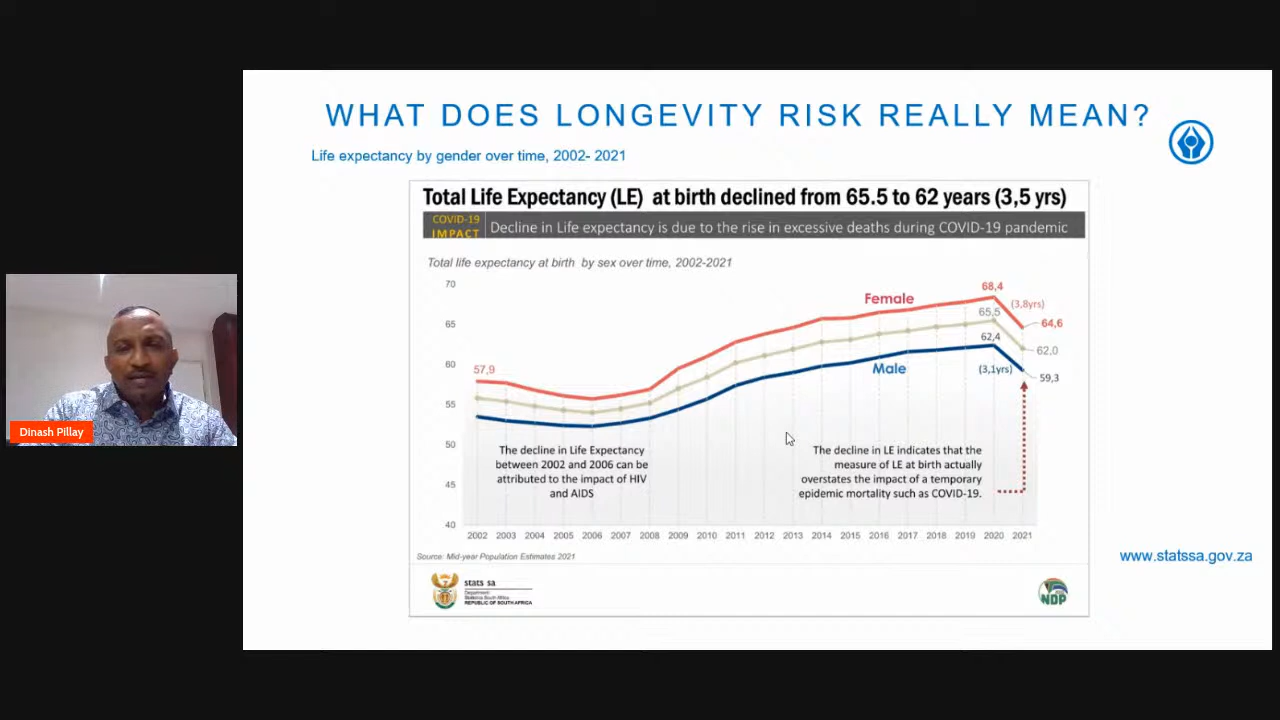 WHAT DOES LONGEVITY RISK REALLY MEAN?
Life expectancy by gender over time, 2002- 2021
Total Life Expectancy (LE) at birth declined from 65.5 to 62 years (3,5 yrs)
COVID-19
IMPACT
Decline in Life expectancy is due to the rise in excessive deaths during COVID-19 pandemic
Total life expectancy at birth by sex over time, 2002-2021
70
65
60
55
50
45
40
57,9
Female
68,4
(3,8yrs)
65,5
64,6
62,4
62,0
Male
(3,1yrs)
59,3
The decline in Life Expectancy
between 2002 and 2006 can be
attributed to the impact of HIV
and AIDS
The decline in LE indicates that the
measure of LE at birth actually
overstates the impact of a temporary
epidemic mortality such as COVID-19.
2002 2003 2004 2005 2006 2007 2008 2009 2010 2011 2012 2013 2014 2015 2016 2017 2018 2019 2020 2021
Source: Mid-year Population Estimates 2021
stats sa
Department:
Statistics South Africa
REPUBLIC OF SOUTH AFRICA
NDP
www.statssa.gov.za
Dinash Pillay